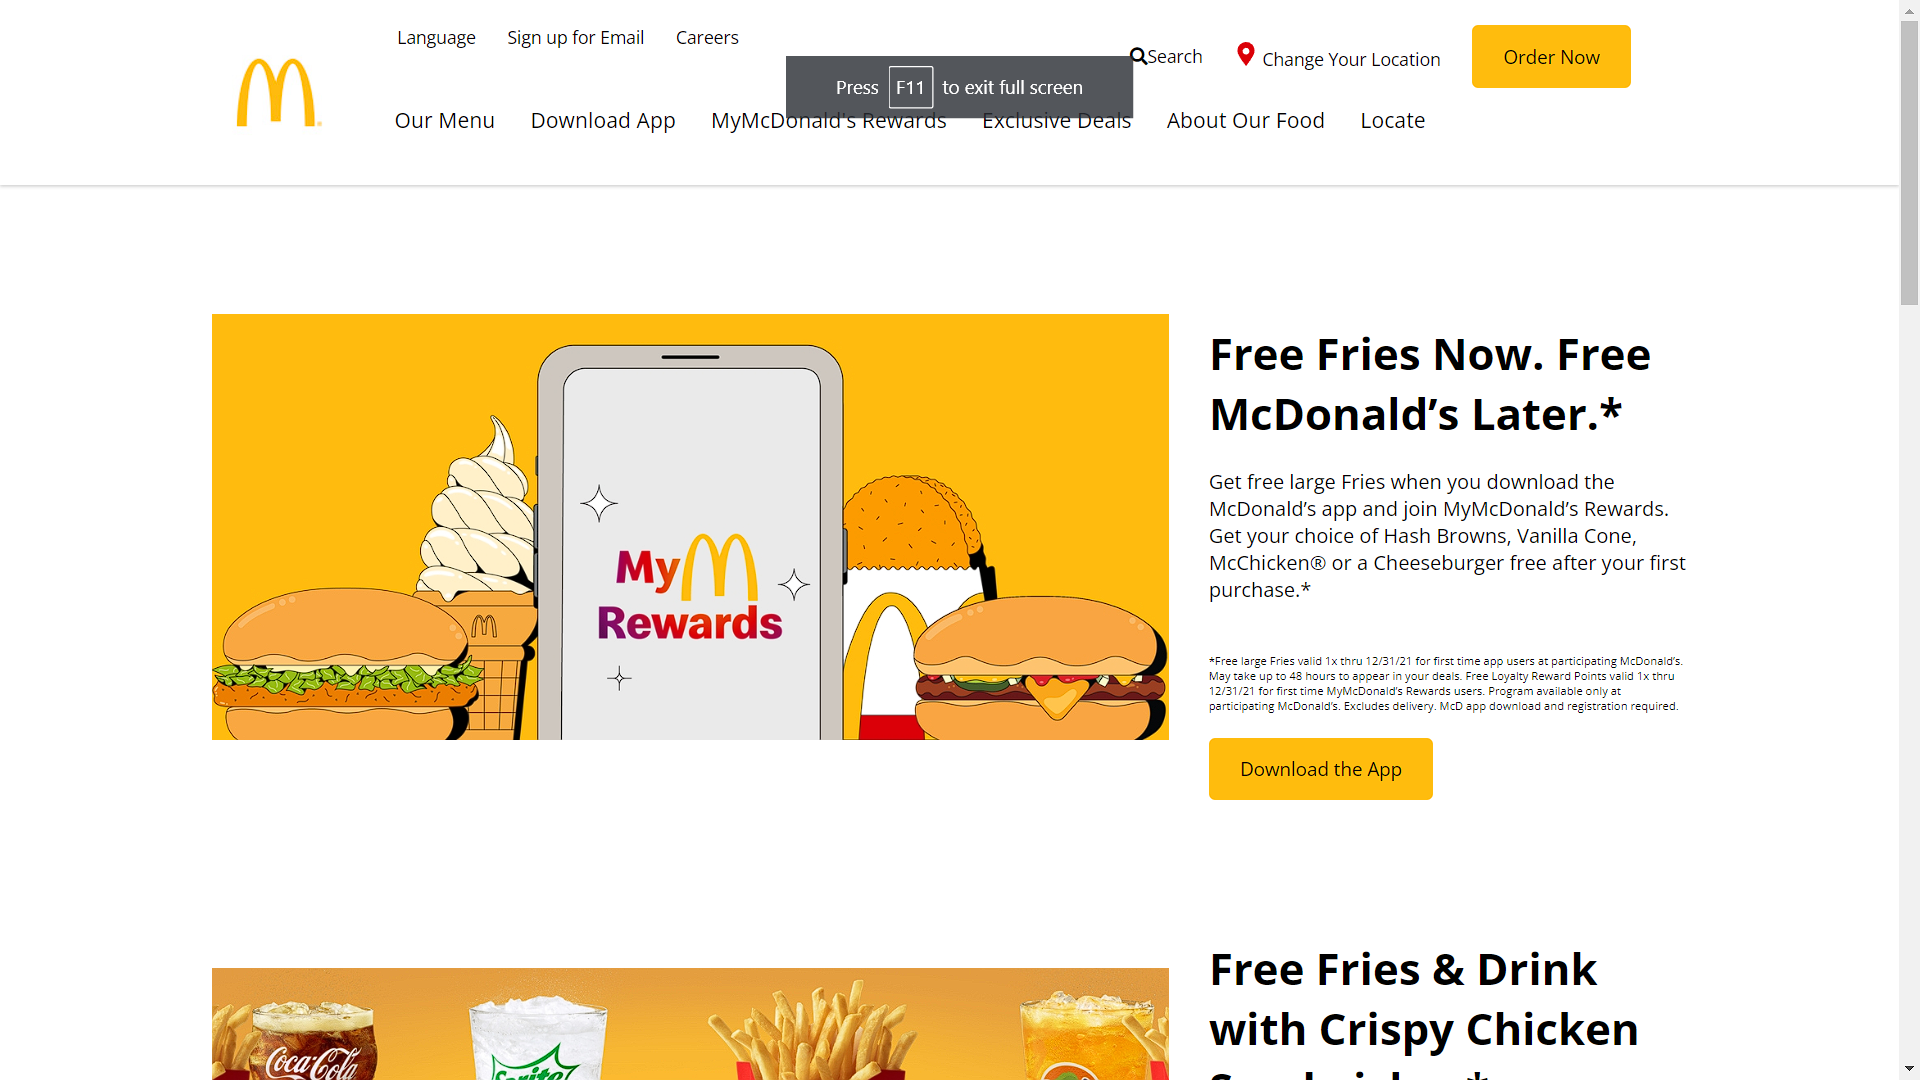 Language Sign up for Email Careers
Search Change Your Location Order Now
Press F11 to exit full screen
Our Menu Download App MyMcDonald's Rewards Exclusive Deals About Our Food Locate
My
Rewards
Free Fries Now. Free
McDonald’s Later.*
Get free large Fries when you download the
McDonald’s app and join MyMcDonald’s Rewards.
Get your choice of Hash Browns, Vanilla Cone,
McChicken® or a Cheeseburger free after your first
purchase.*
*Free large Fries valid 1x thru 12/31/21 for first time app users at participating McDonald’s.
May take up to 48 hours to appear in your deals. Free Loyalty Reward Points valid 1x thru
12/31/21 for first time MyMcDonald’s Rewards users. Program available only at
participating McDonald’s. Excludes delivery. McD app download and registration required.
Download the App
Coca-Cola
Sprite
Free Fries & Drink
with Crispy Chicken